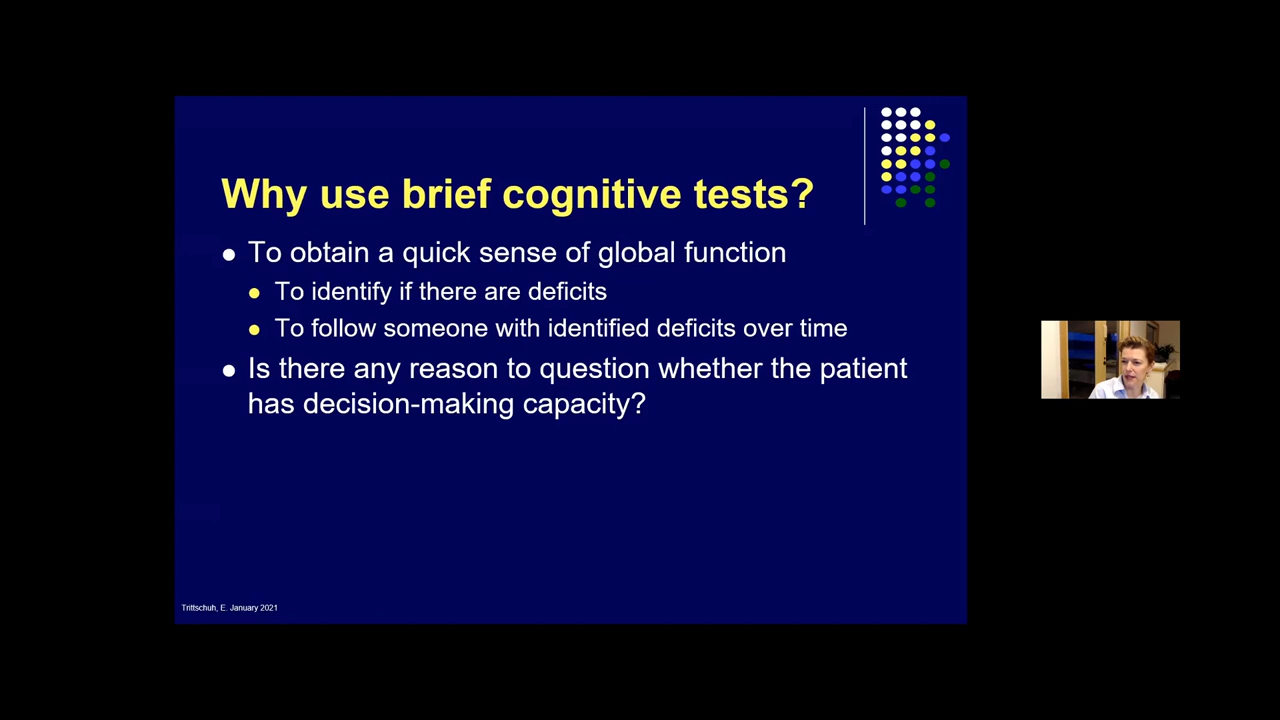 Why use brief cognitive tests?
To obtain a quick sense of global function
To identify if there are deficits
To follow someone with identified deficits over time
Is there any reason to question whether the patient
has decision-making capacity?
Trittschuh, E. January 2021